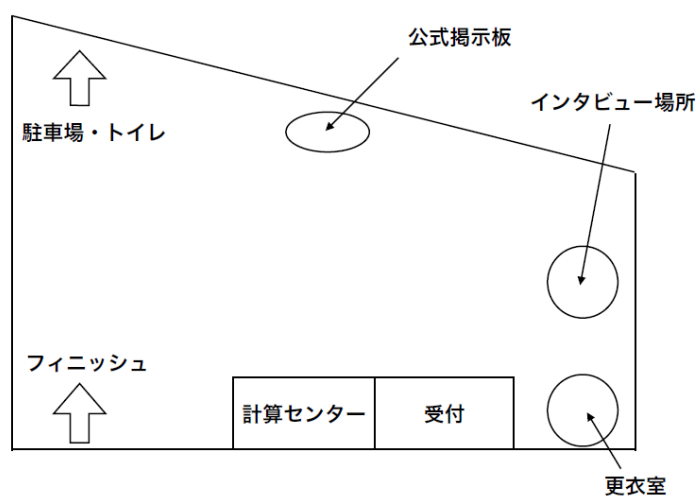 公式掲示板
インタビュー場所
駐車場・トイレ
フィニッシュ
計算センター
受付
更衣室